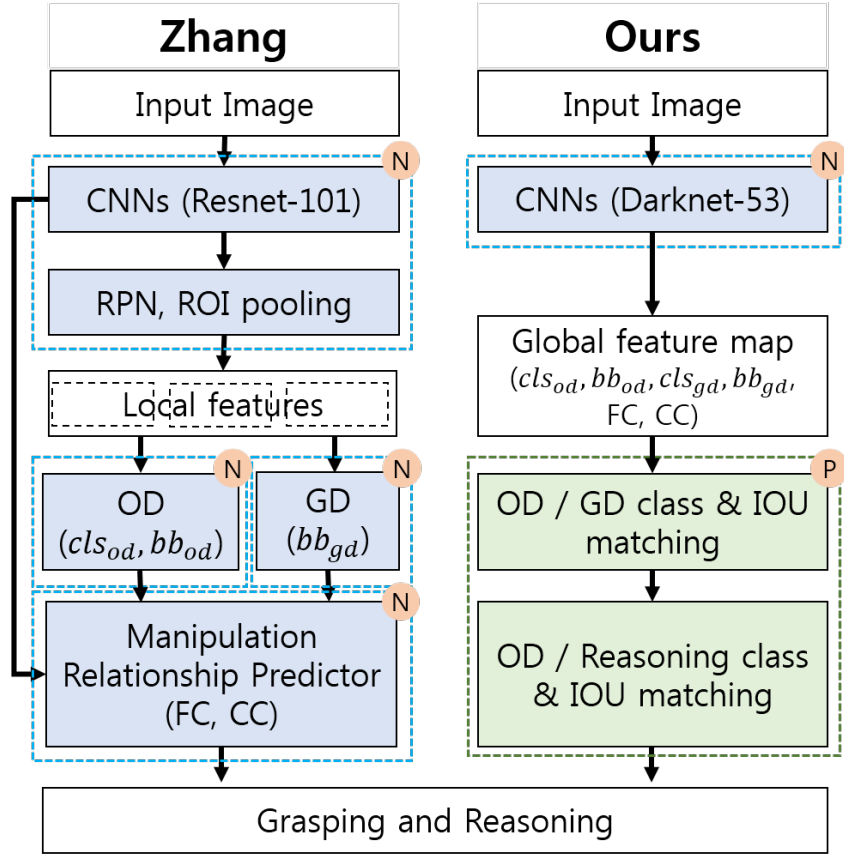 Zhang
Input Image
N
CNNs (Resnet-101)
RPN, ROI pooling
Local features
N
OD
(cls_od, bb_od)
N
GD
(bb_gd)
N
Manipulation
Relationship Predictor
(FC, CC)
Ours
Input Image
N
CNNs (Darknet-53)
Global feature map
(cls_od, bb_od, cls_gd, bb_gd,
FC, CC)
P
OD / GD class & IOU
matching
OD / Reasoning class
& IOU matching
Grasping and Reasoning